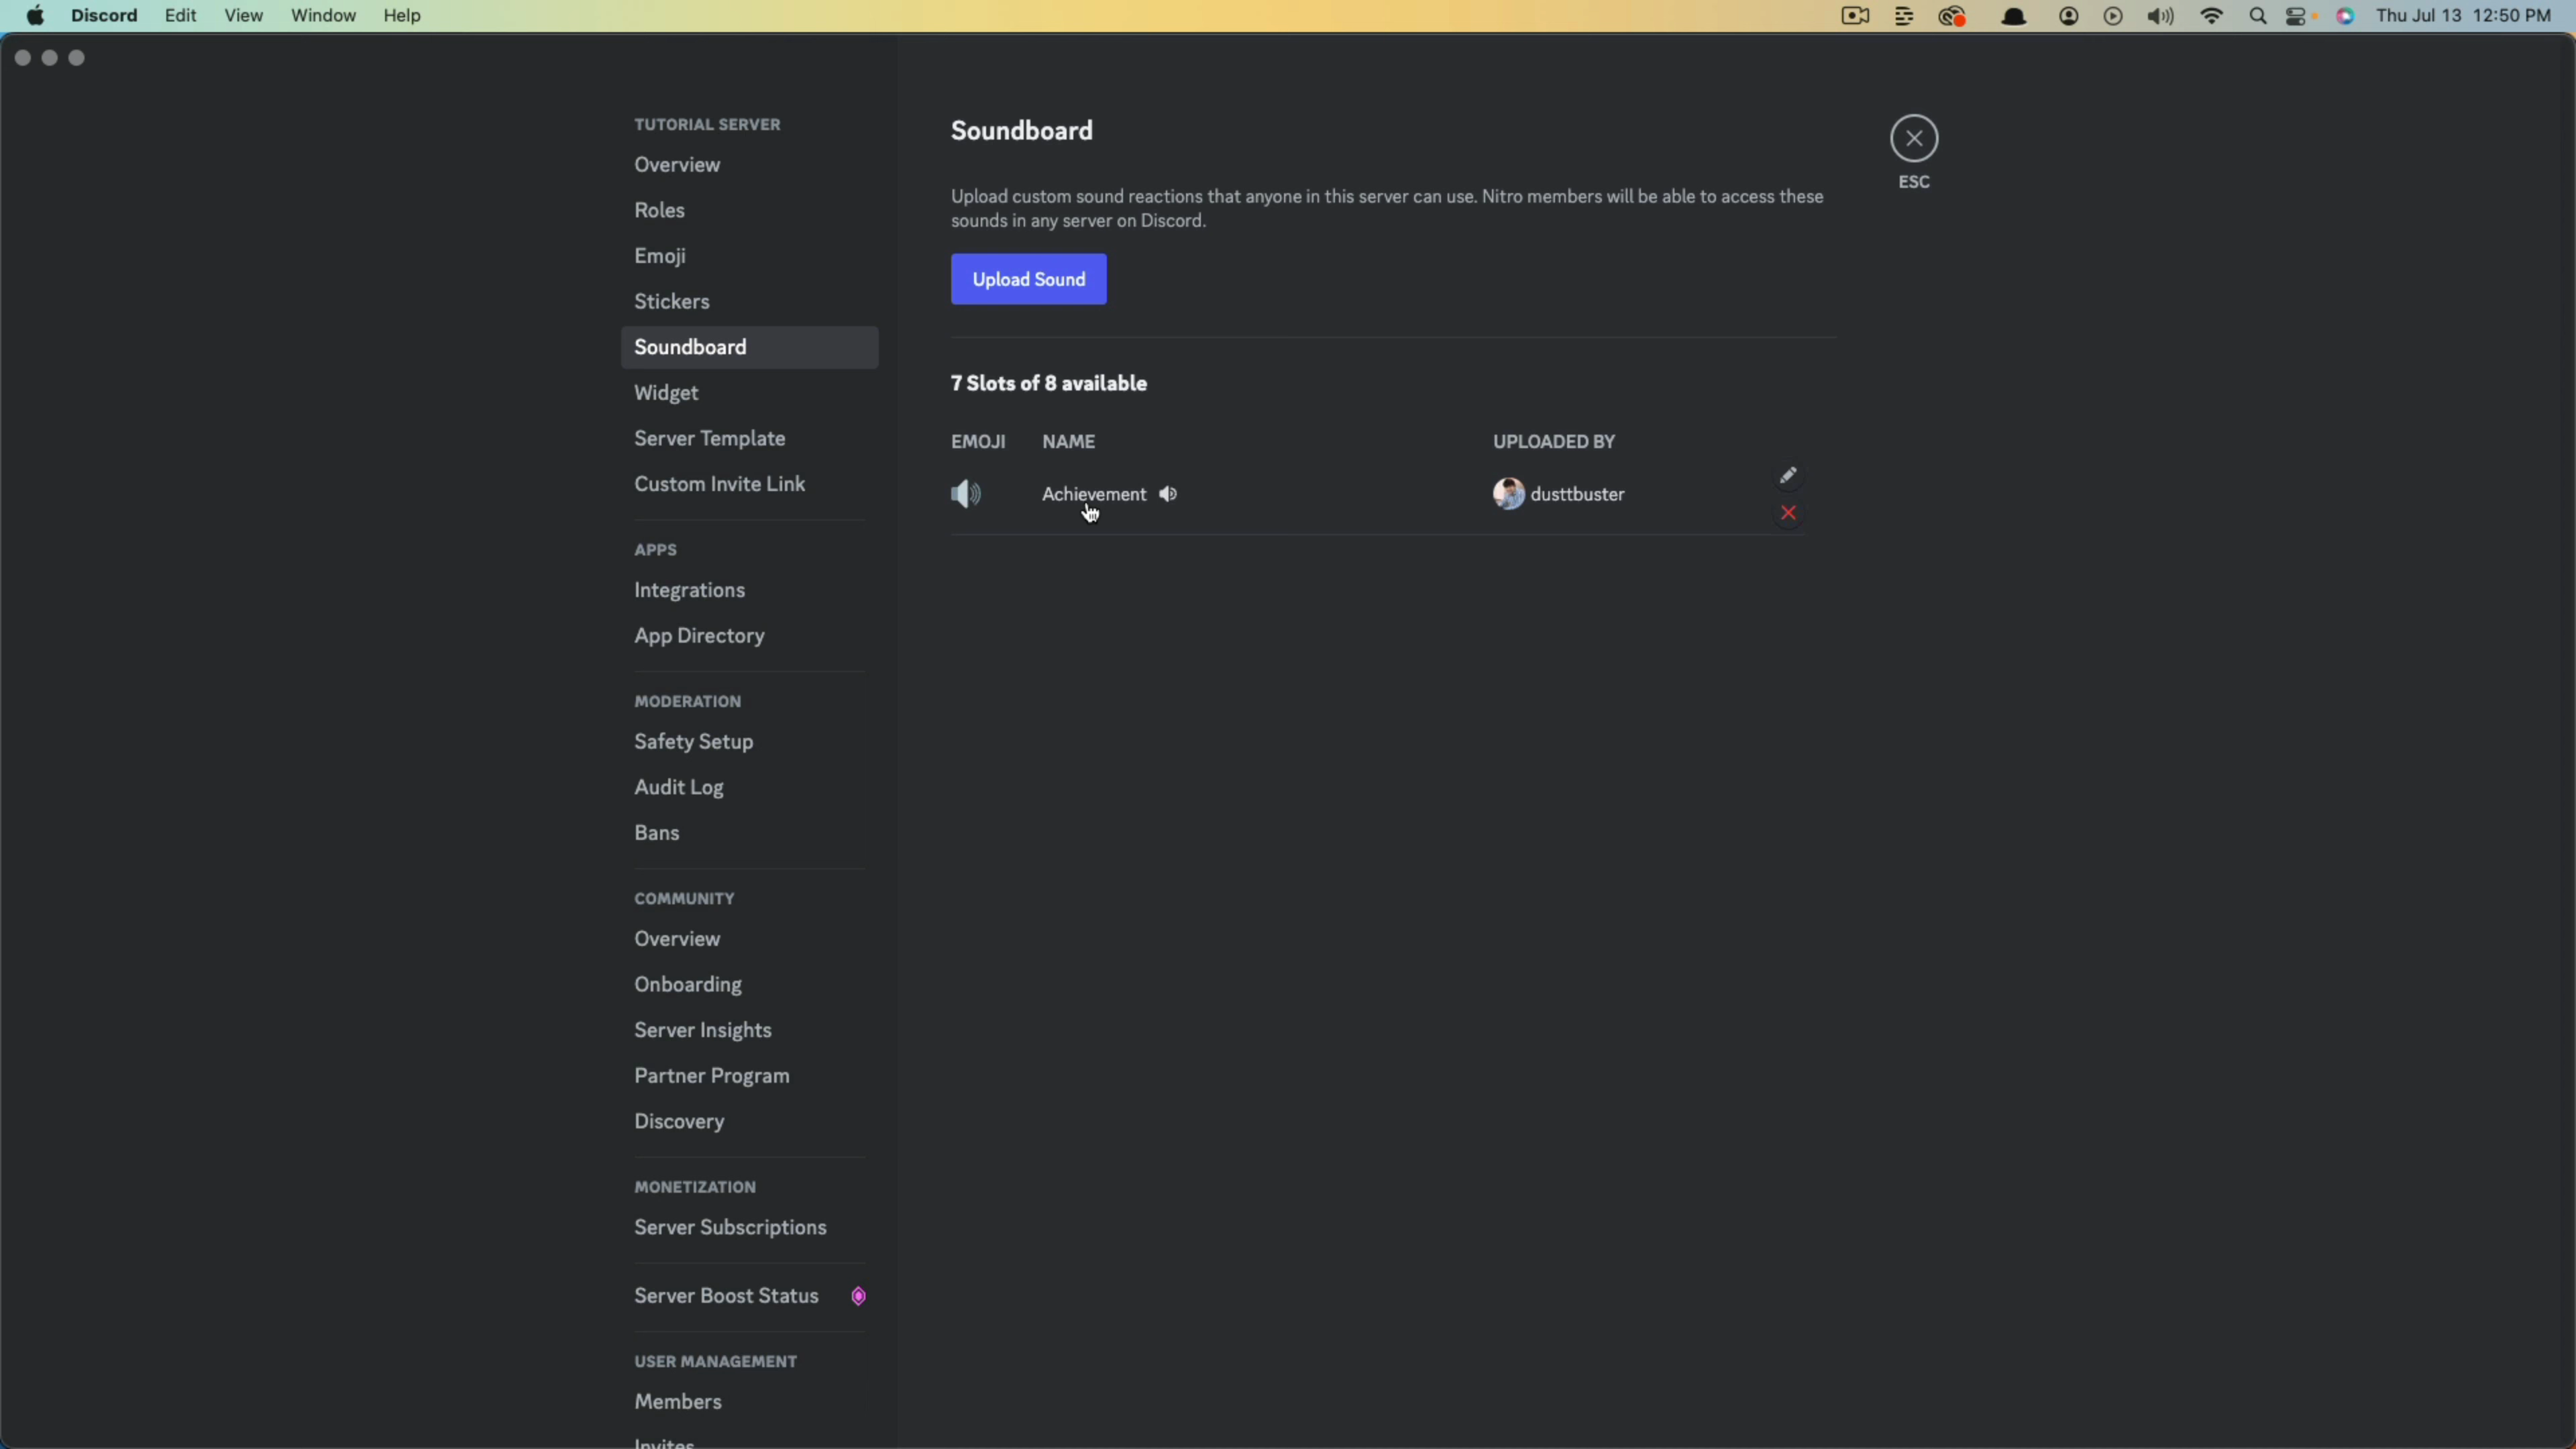 Discord Edit View Window Help Thu Jul 13 12:50 PM
TUTORIAL SERVER
Overview
Roles
Emoji
Stickers
Soundboard
Widget
Server Template
Custom Invite Link
APPS
Integrations
App Directory
MODERATION
Safety Setup
Audit Log
Bans
COMMUNITY
Overview
Onboarding
Server Insights
Partner Program
Discovery
MONETIZATION
Server Subscriptions
Server Boost Status
USER MANAGEMENT
Members
Invites
Soundboard
ESC
Upload custom sound reactions that anyone in this server can use. Nitro members will be able to access these
sounds in any server on Discord.
Upload Sound
7 Slots of 8 available
EMOJI NAME UPLOADED BY
Achievement dusttbuster